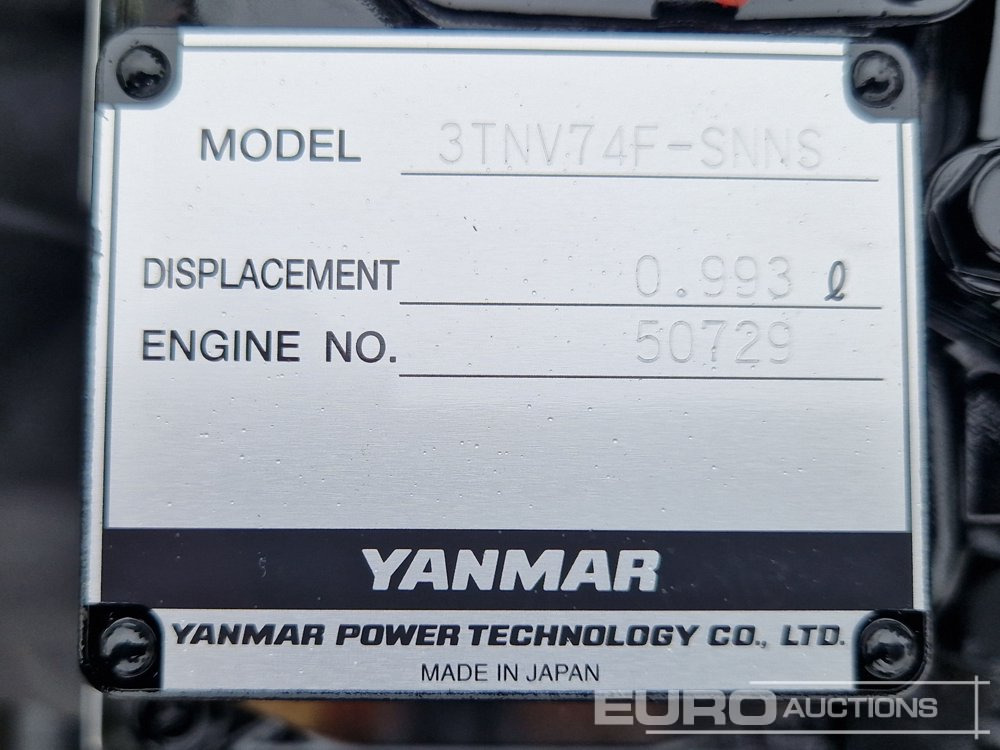 MODEL 3TNV74F-SNNS
DISPLACEMENT 0.993 ℓ
ENGINE NO. 50729
YANMAR
YANMAR POWER TECHNOLOGY CO., LTD.
MADE IN JAPAN
EURO AUCTIONS